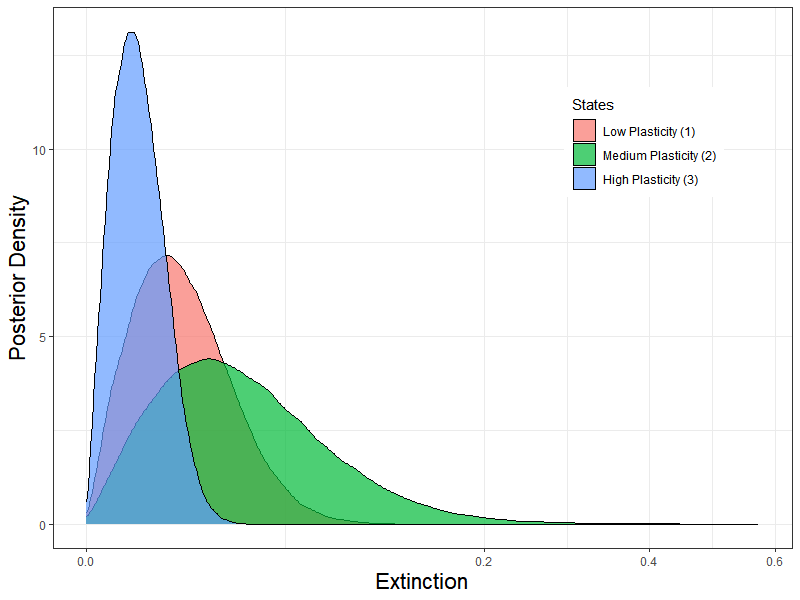 Posterior Density
10
5
0
States
Low Plasticity (1)
Medium Plasticity (2)
High Plasticity (3)
0.0
0.2
0.4
0.6
Extinction